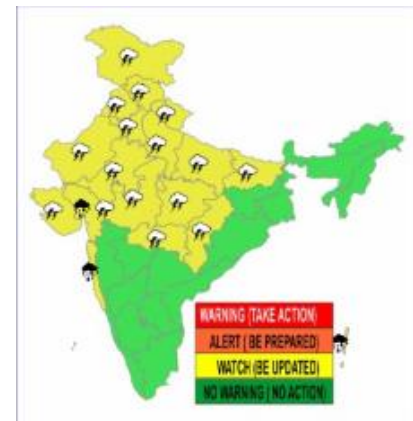 WARNING (TAKE ACTION)
ALERT ( BE PREPARED)
WATCH (BE UPDATED)
NO WARNING ( NO ACTION)